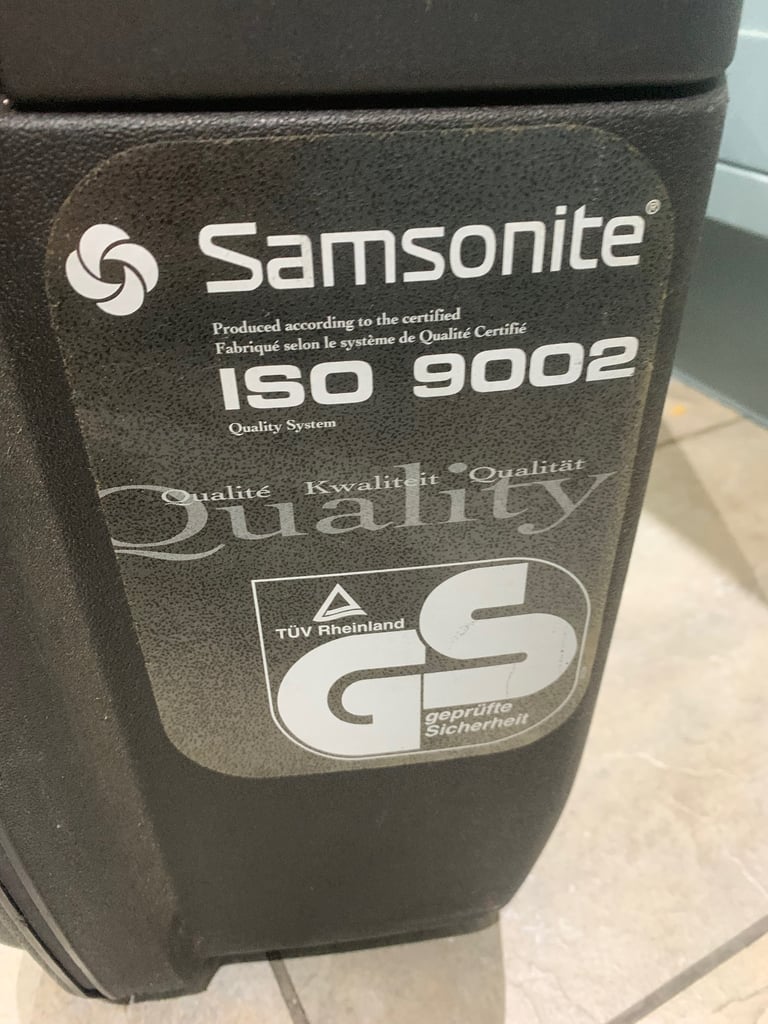 Samsonite®
Produced according to the certified
Fabriqué selon le système de Qualité Certifié
ISO 9002
Quality System
Qualité Kwaliteit Qualität
Quality
TÜV Rheinland
GS
geprüfte
Sicherheit